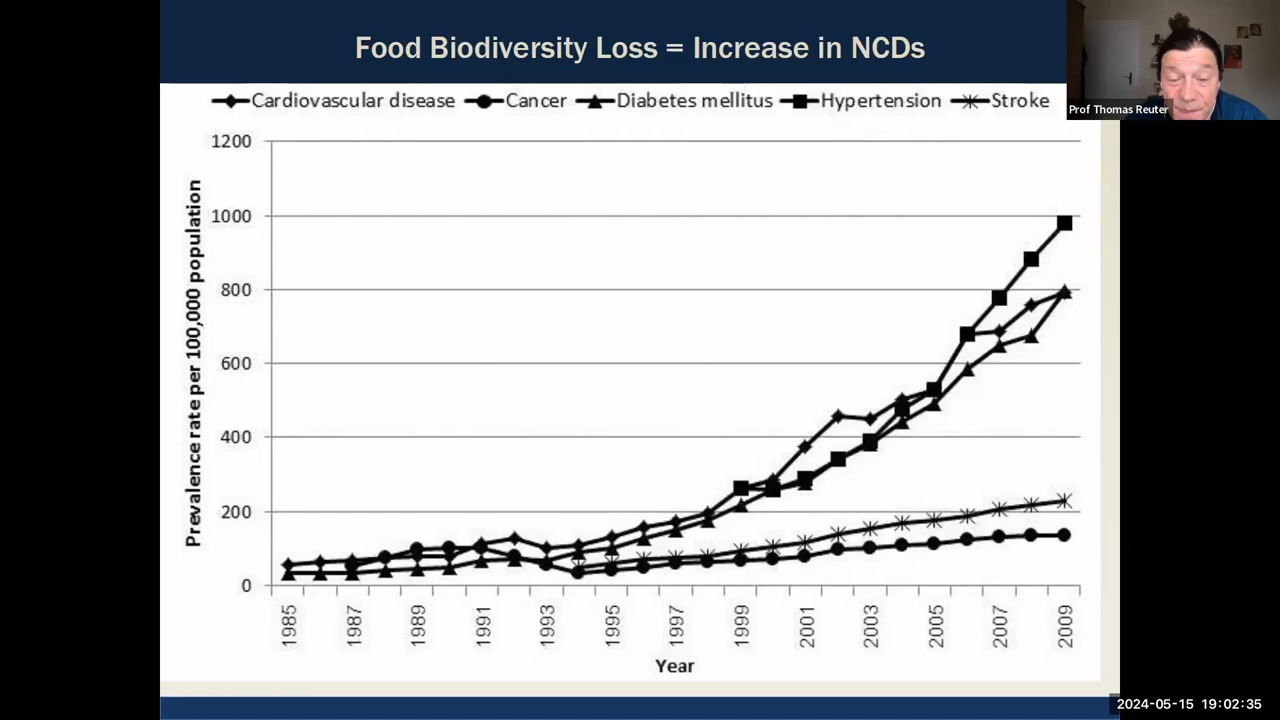 Food Biodiversity Loss = Increase in NCDs
Prof Thomas Reuter
Cardiovascular disease Cancer Diabetes mellitus Hypertension Stroke
Prevalence rate per 100,000 population
1200
1000
800
600
400
200
0
1985 1987 1989 1991 1993 1995 1997 1999 2001 2003 2005 2007 2009
Year
2024-05-15 19:02:35